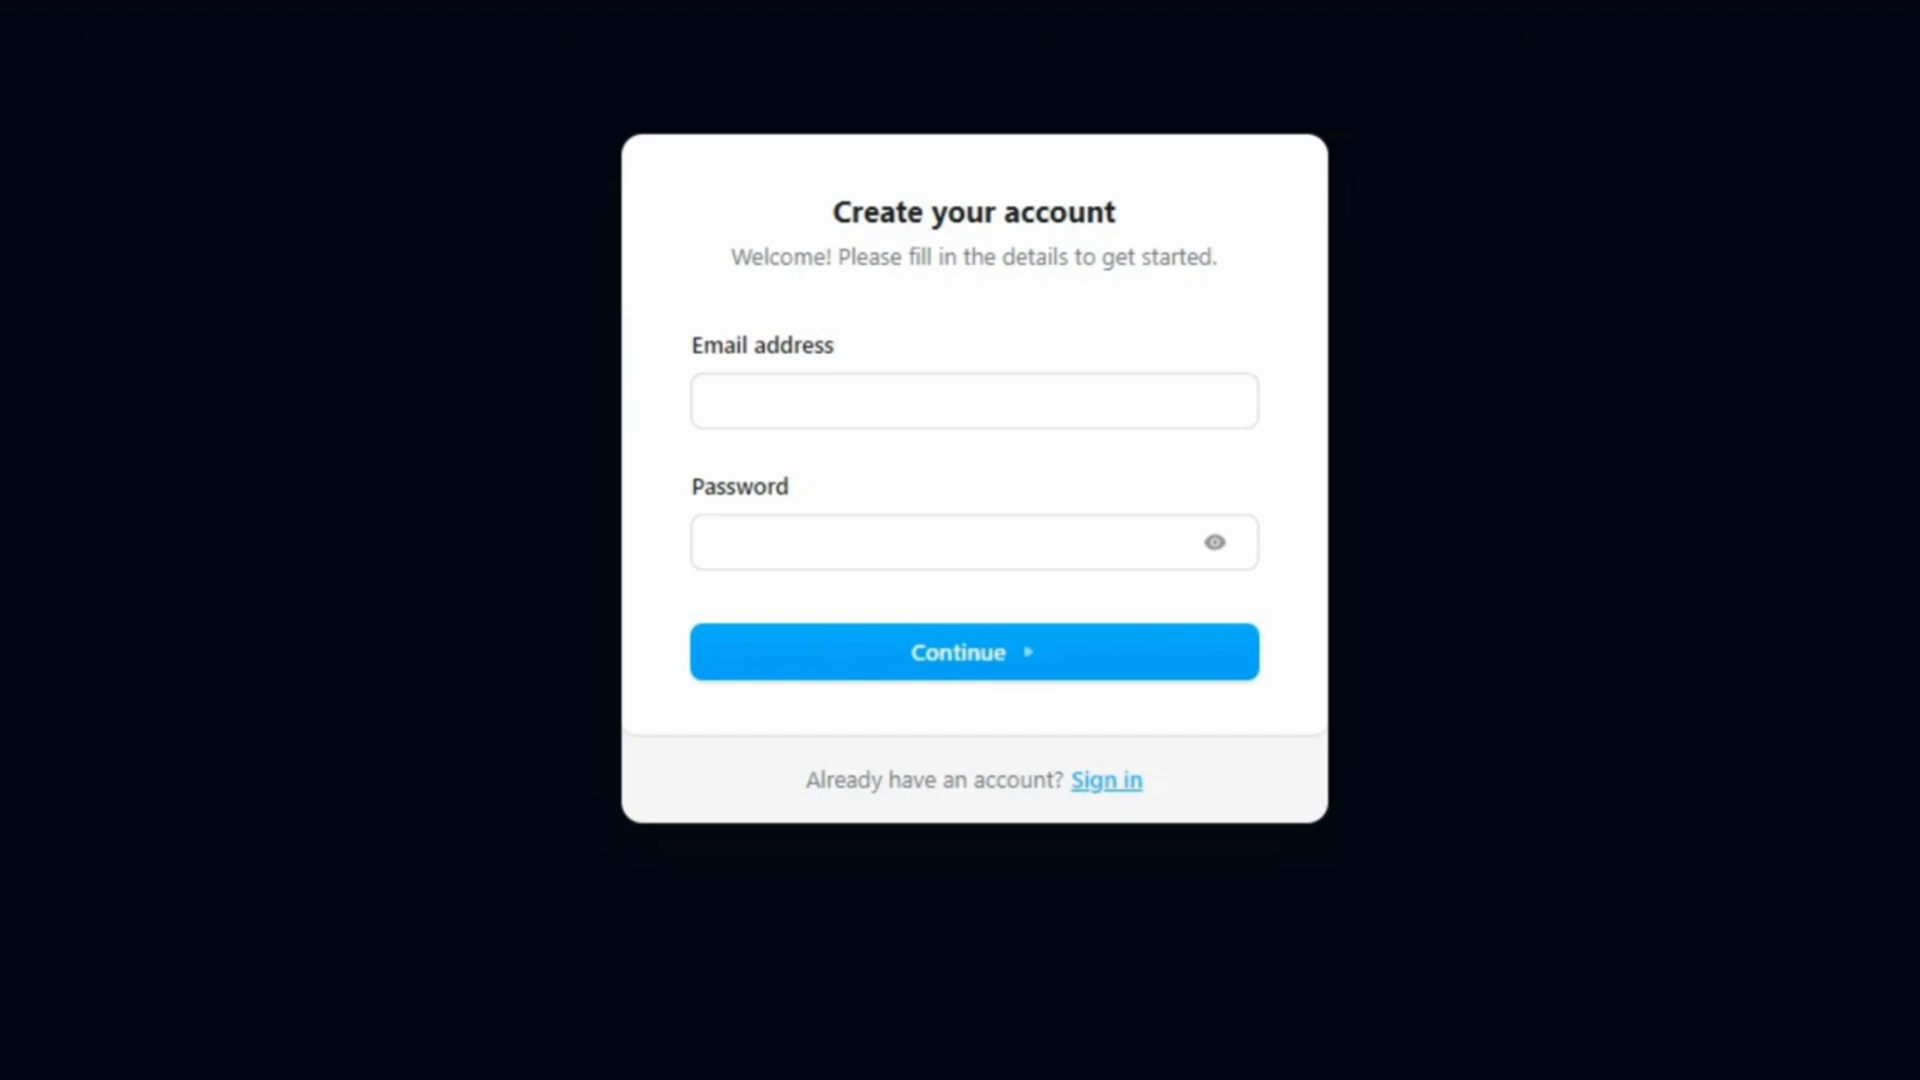 Create your account
Welcome! Please fill in the details to get started.
Email address
Password
Continue
Already have an account? Sign in